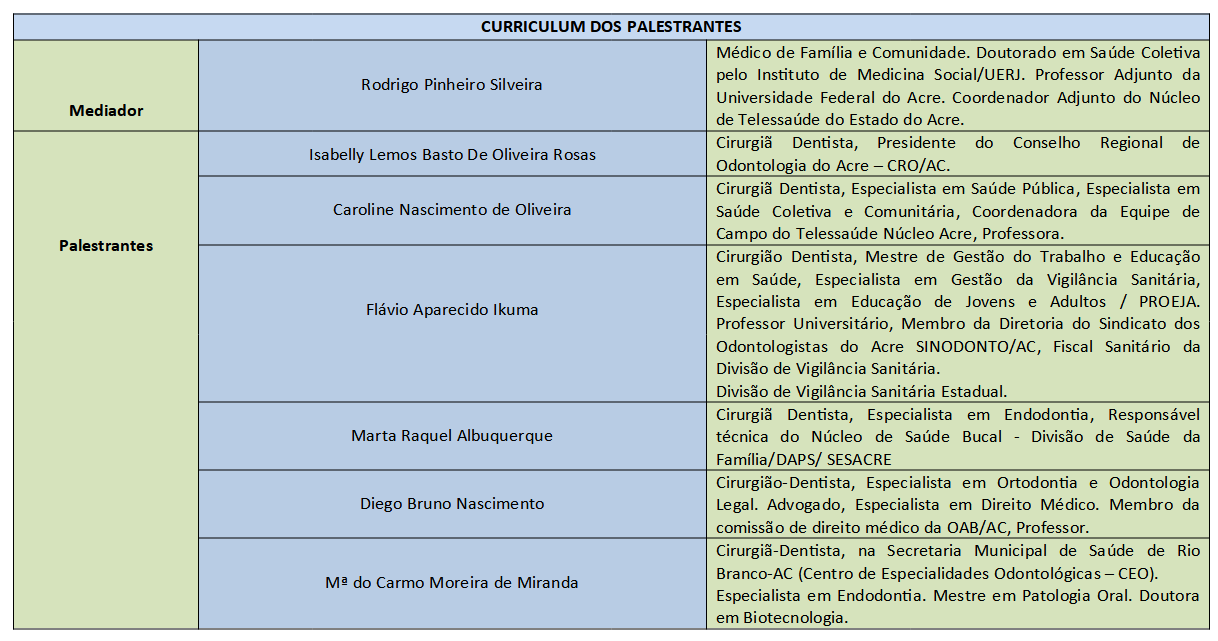 CURRICULUM DOS PALESTRANTES
Mediador
Rodrigo Pinheiro Silveira
Médico de Família e Comunidade. Doutorado em Saúde Coletiva
pelo Instituto de Medicina Social/UERJ. Professor Adjunto da
Universidade Federal do Acre. Coordenador Adjunto do Núcleo
de Telessaúde do Estado do Acre.
Palestrantes
Isabelly Lemos Basto De Oliveira Rosas
Cirurgiã Dentista, Presidente do Conselho Regional de
Odontologia do Acre – CRO/AC.
Caroline Nascimento de Oliveira
Cirurgiã Dentista, Especialista em Saúde Pública, Especialista em
Saúde Coletiva e Comunitária, Coordenadora da Equipe de
Campo do Telessaúde Núcleo Acre, Professora.
Flávio Aparecido Ikuma
Cirurgião Dentista, Mestre de Gestão do Trabalho e Educação
em Saúde, Especialista em Gestão da Vigilância Sanitária,
Especialista em Educação de Jovens e Adultos / PROEJA.
Professor Universitário, Membro da Diretoria do Sindicato dos
Odontologistas do Acre SINODONTO/AC, Fiscal Sanitário da
Divisão de Vigilância Sanitária.
Divisão de Vigilância Sanitária Estadual.
Marta Raquel Albuquerque
Cirurgiã Dentista, Especialista em Endodontia, Responsável
técnica do Núcleo de Saúde Bucal - Divisão de Saúde da
Família/DAPS/ SESACRE
Diego Bruno Nascimento
Cirurgião-Dentista, Especialista em Ortodontia e Odontologia
Legal. Advogado, Especialista em Direito Médico. Membro da
comissão de direito médico da OAB/AC, Professor.
Mª do Carmo Moreira de Miranda
Cirurgiã-Dentista, na Secretaria Municipal de Saúde de Rio
Branco-AC (Centro de Especialidades Odontológicas – CEO).
Especialista em Endodontia. Mestre em Patologia Oral. Doutora
em Biotecnologia.